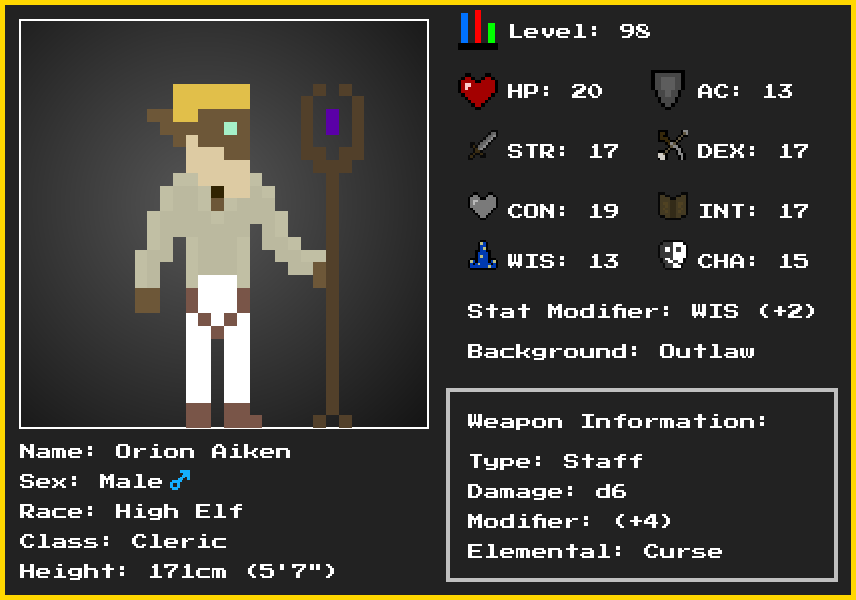 Level: 98
HP: 20 AC: 13
STR: 17 DEX: 17
CON: 19 INT: 17
WIS: 13 CHA: 15
Stat Modifier: WIS (+2)
Background: Outlaw
Weapon Information:
Type: Staff
Damage: d6
Modifier: (+4)
Elemental: Curse
Name: Orion Aiken
Sex: Male ♂
Race: High Elf
Class: Cleric
Height: 171cm (5'7")